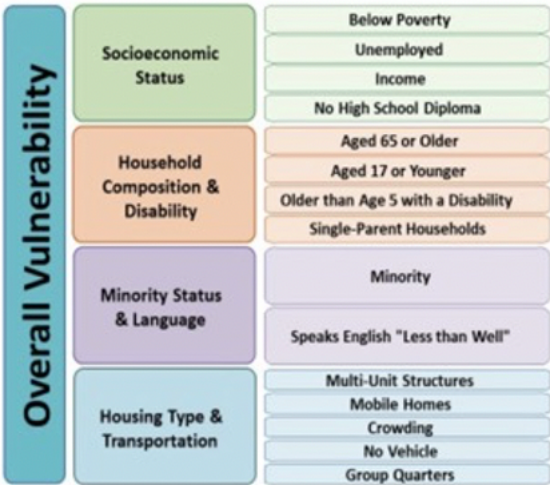 Overall Vulnerability
Socioeconomic
Status
Below Poverty
Unemployed
Income
No High School Diploma
Household
Composition &
Disability
Aged 65 or Older
Aged 17 or Younger
Older than Age 5 with a Disability
Single-Parent Households
Minority Status
& Language
Minority
Speaks English "Less than Well"
Housing Type &
Transportation
Multi-Unit Structures
Mobile Homes
Crowding
No Vehicle
Group Quarters